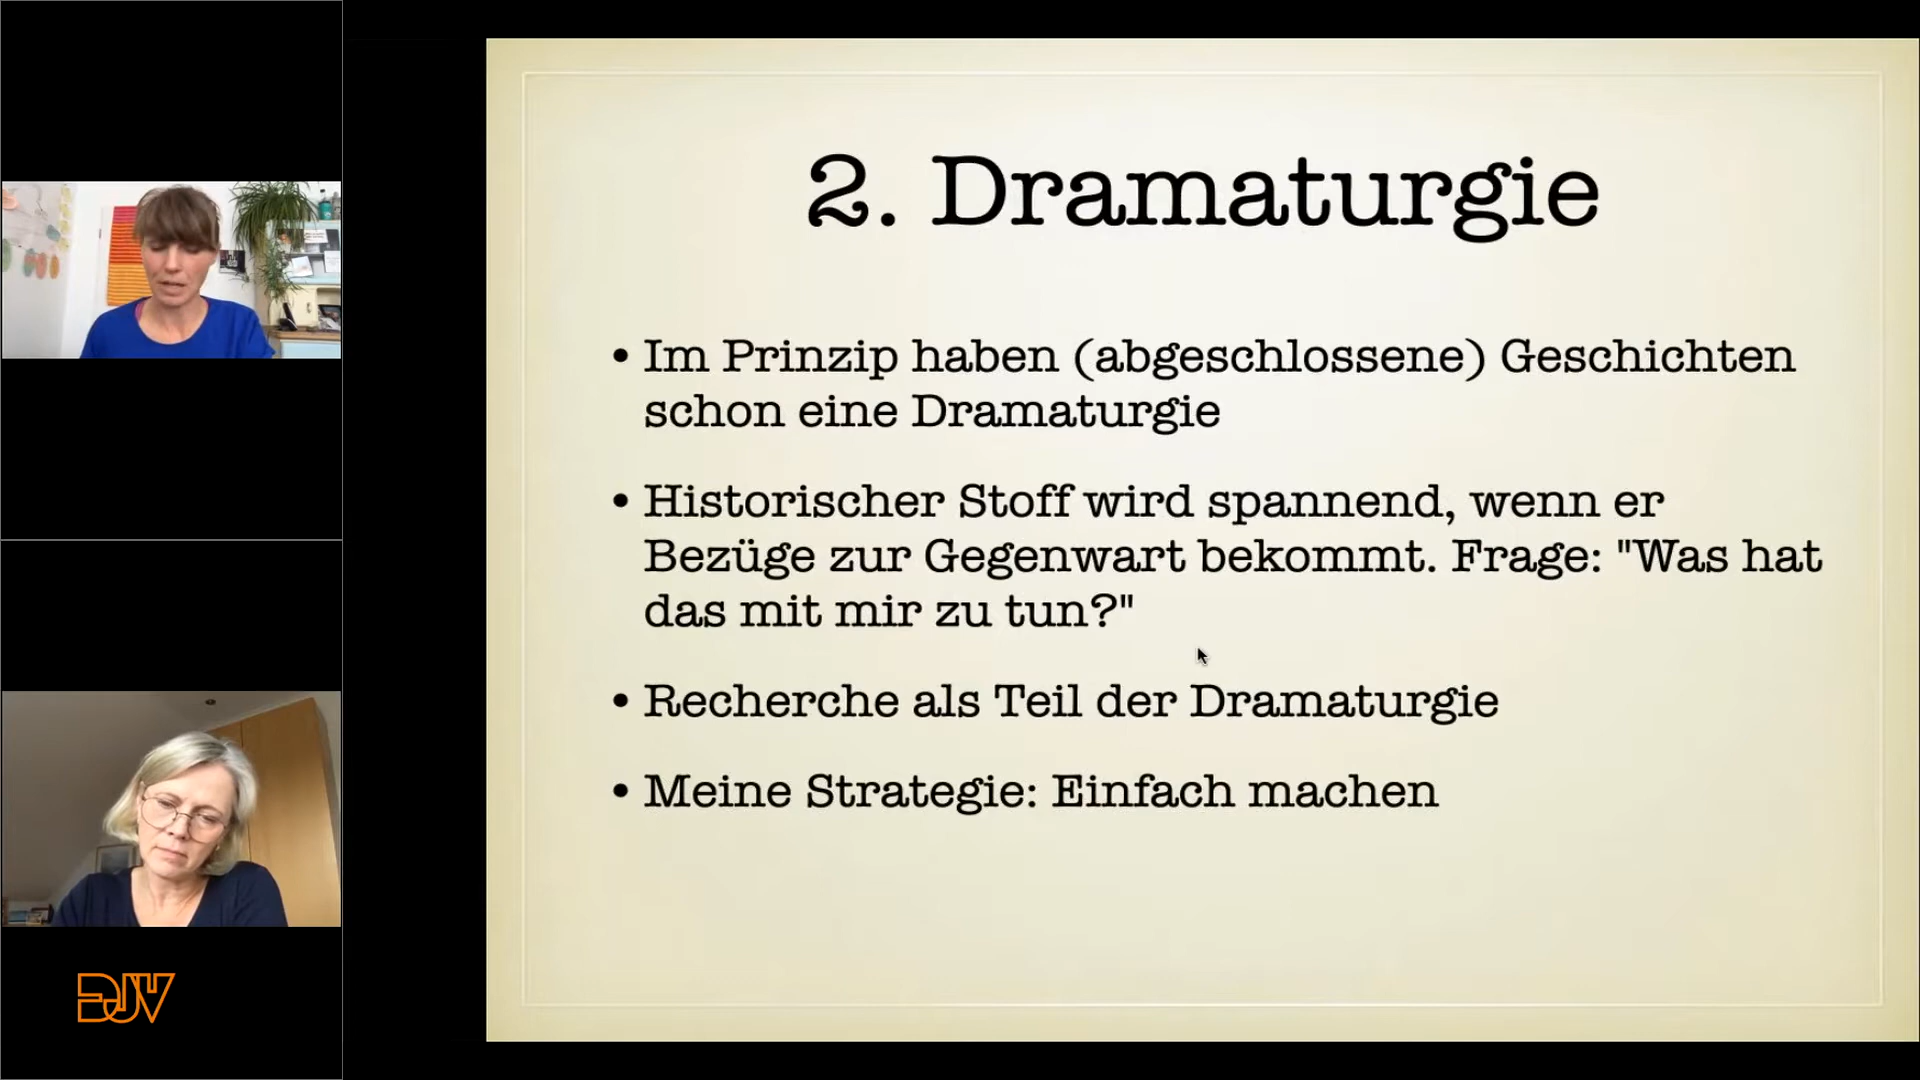 2. Dramaturgie
• Im Prinzip haben (abgeschlossene) Geschichten
schon eine Dramaturgie
• Historischer Stoff wird spannend, wenn er
Bezüge zur Gegenwart bekommt. Frage: "Was hat
das mit mir zu tun?"
• Recherche als Teil der Dramaturgie
• Meine Strategie: Einfach machen
DJV